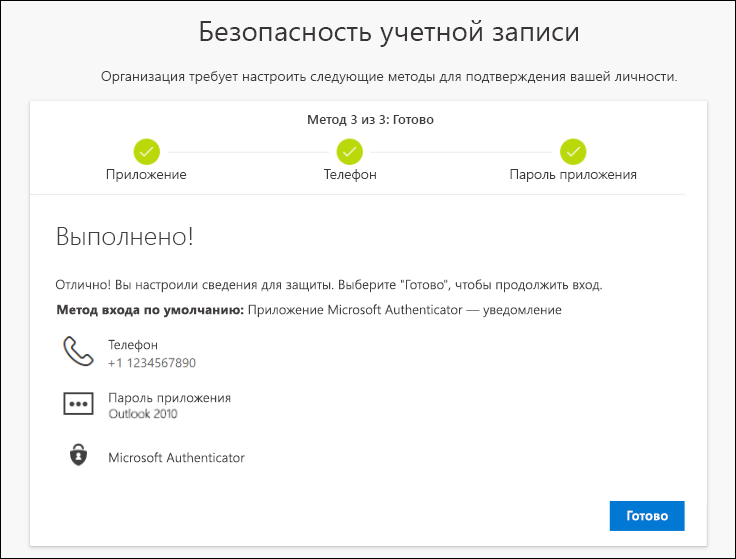 Безопасность учетной записи
Организация требует настроить следующие методы для подтверждения вашей личности.
Метод 3 из 3: Готово
Приложение
Телефон
Пароль приложения
Выполнено!
Отлично! Вы настроили сведения для защиты. Выберите "Готово", чтобы продолжить вход.
Метод входа по умолчанию: Приложение Microsoft Authenticator — уведомление
Телефон
+1 1234567890
Пароль приложения
Outlook 2010
Microsoft Authenticator
Готово